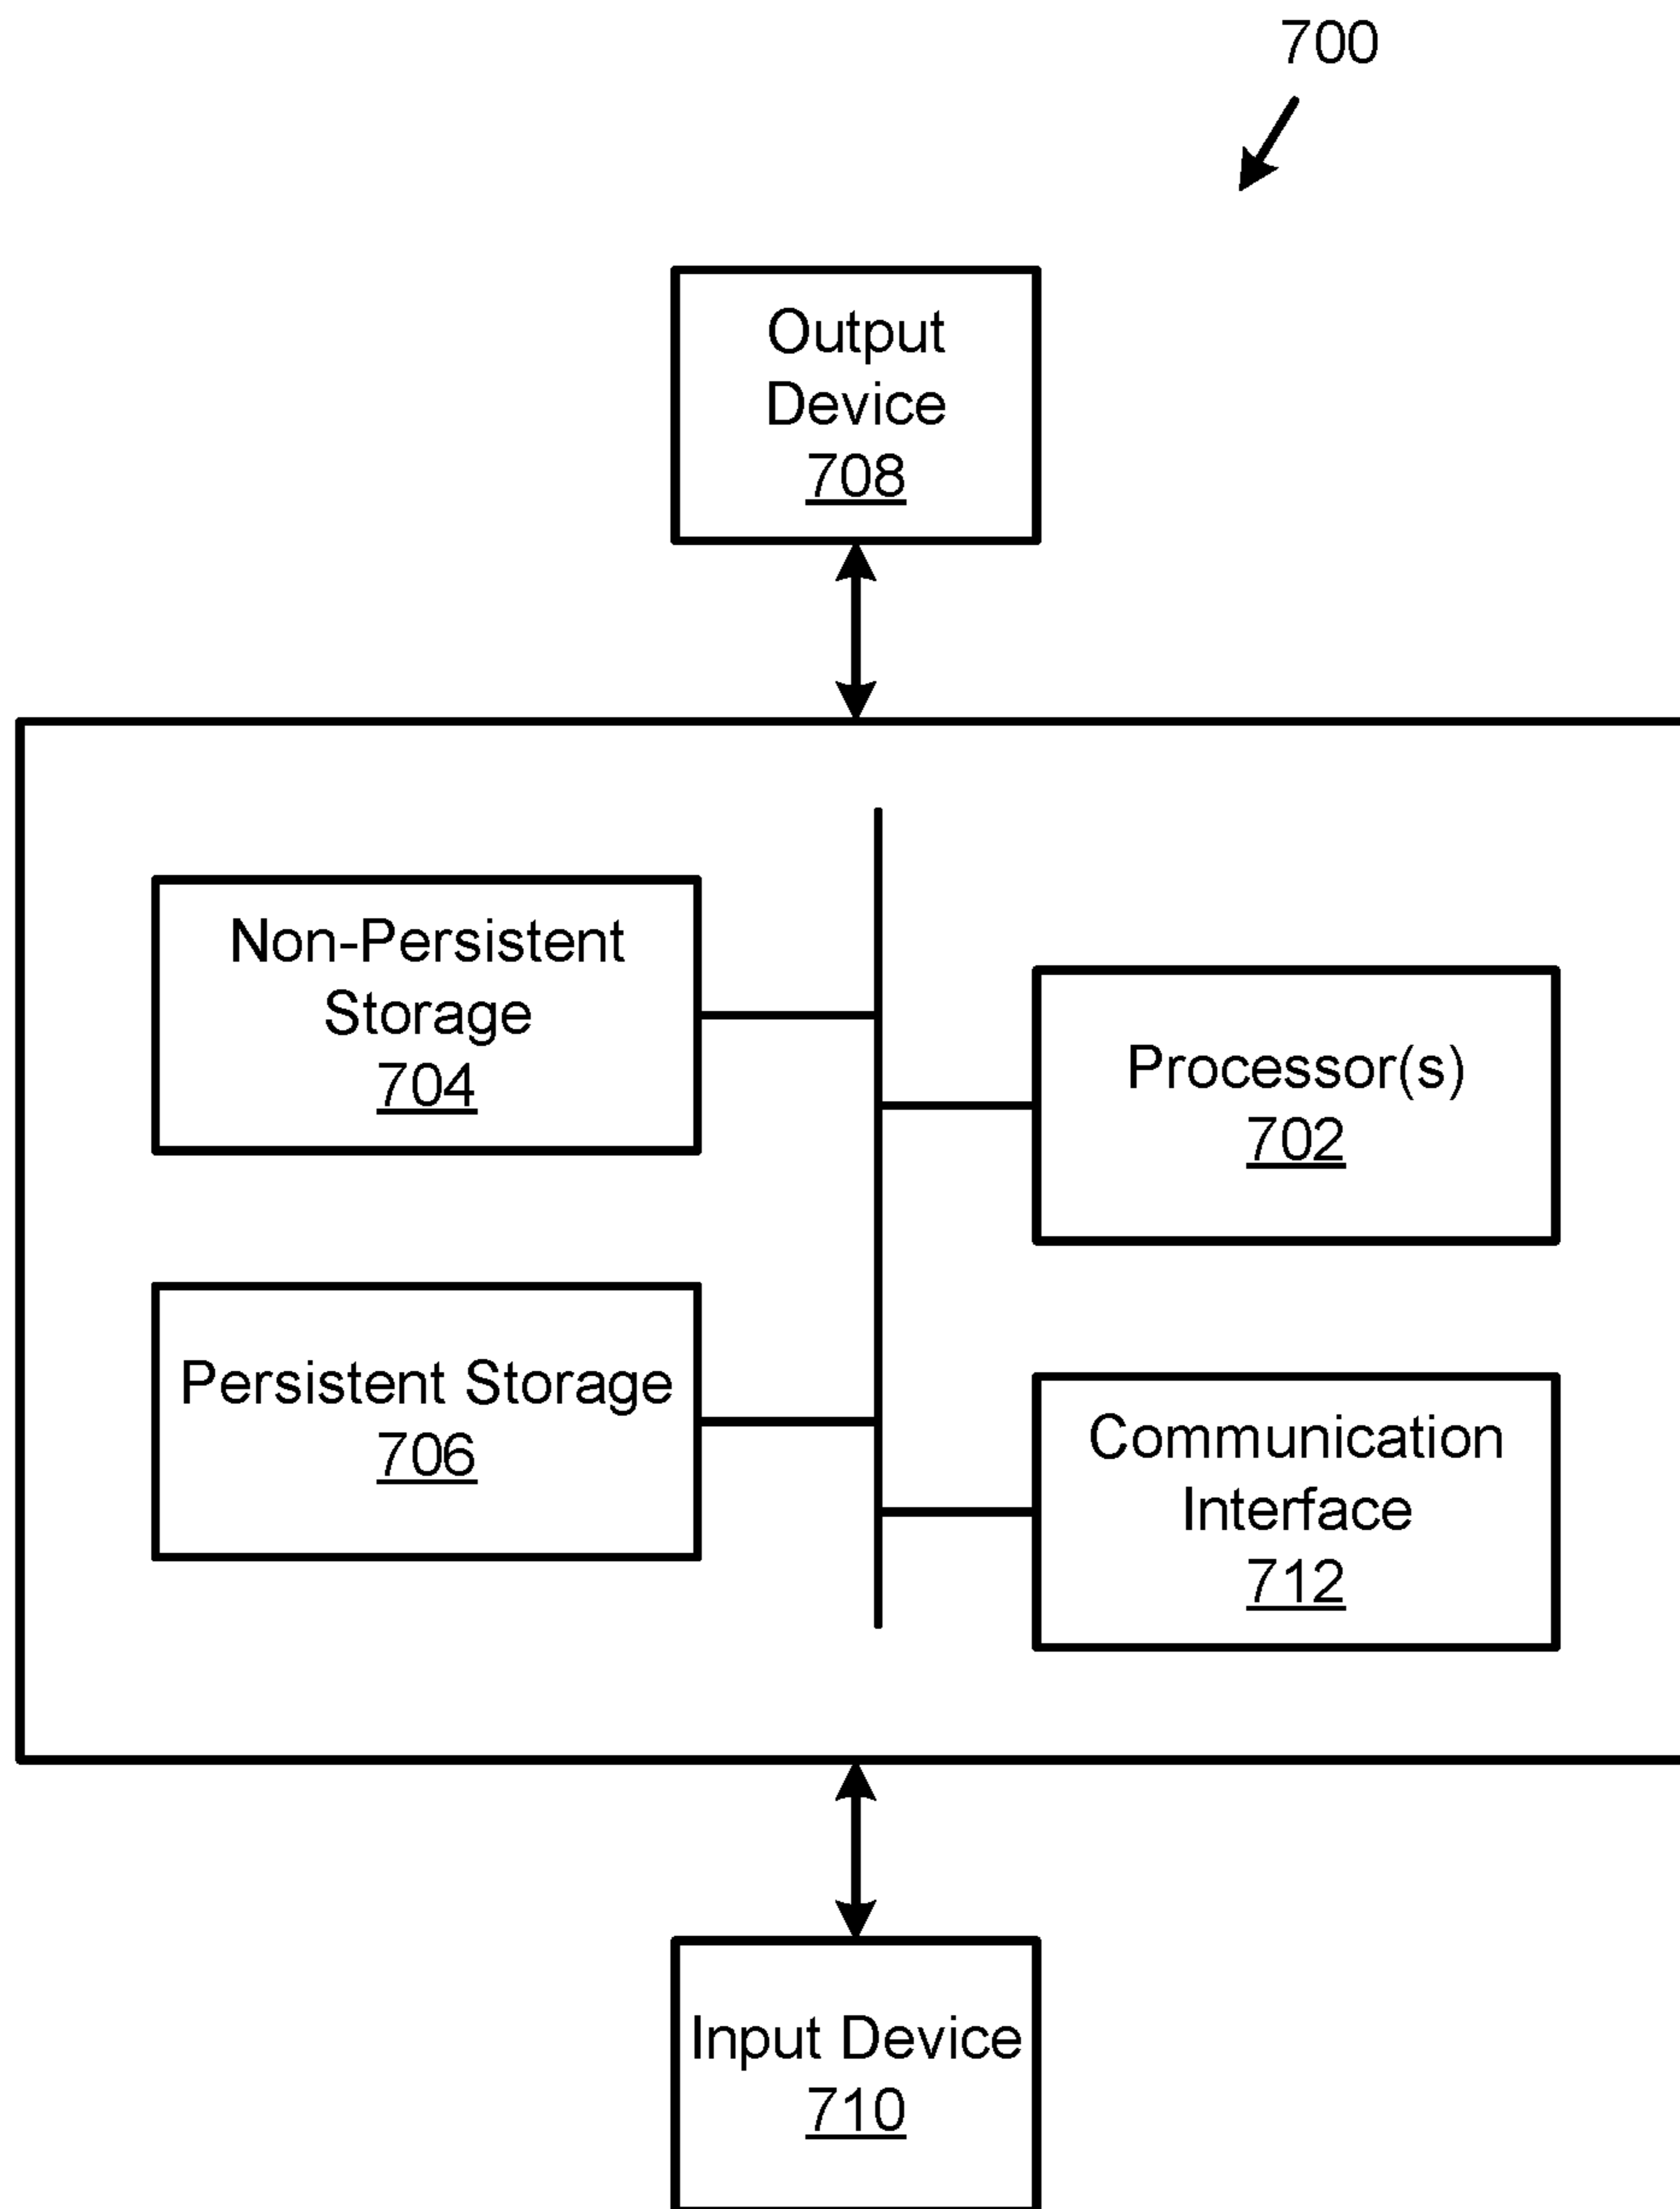 700
Output
Device
708
Non-Persistent
Storage
704
Processor(s)
702
Persistent Storage
706
Communication
Interface
712
Input Device
710